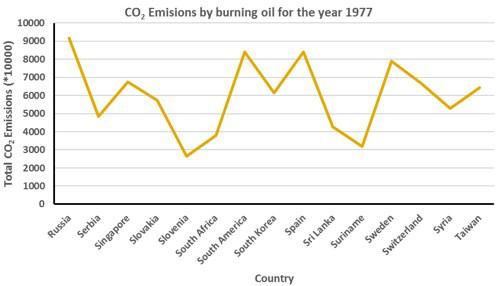 CO₂ Emisions by burning oil for the year 1977
Total CO₂ Emissions (*10000)
10000
9000
8000
7000
6000
5000
4000
3000
2000
1000
0
Russia
Serbia
Singapore
Slovakia
Slovenia
South Africa
South America
South Korea
Spain
Sri Lanka
Suriname
Sweden
Switzerland
Syria
Taiwan
Country